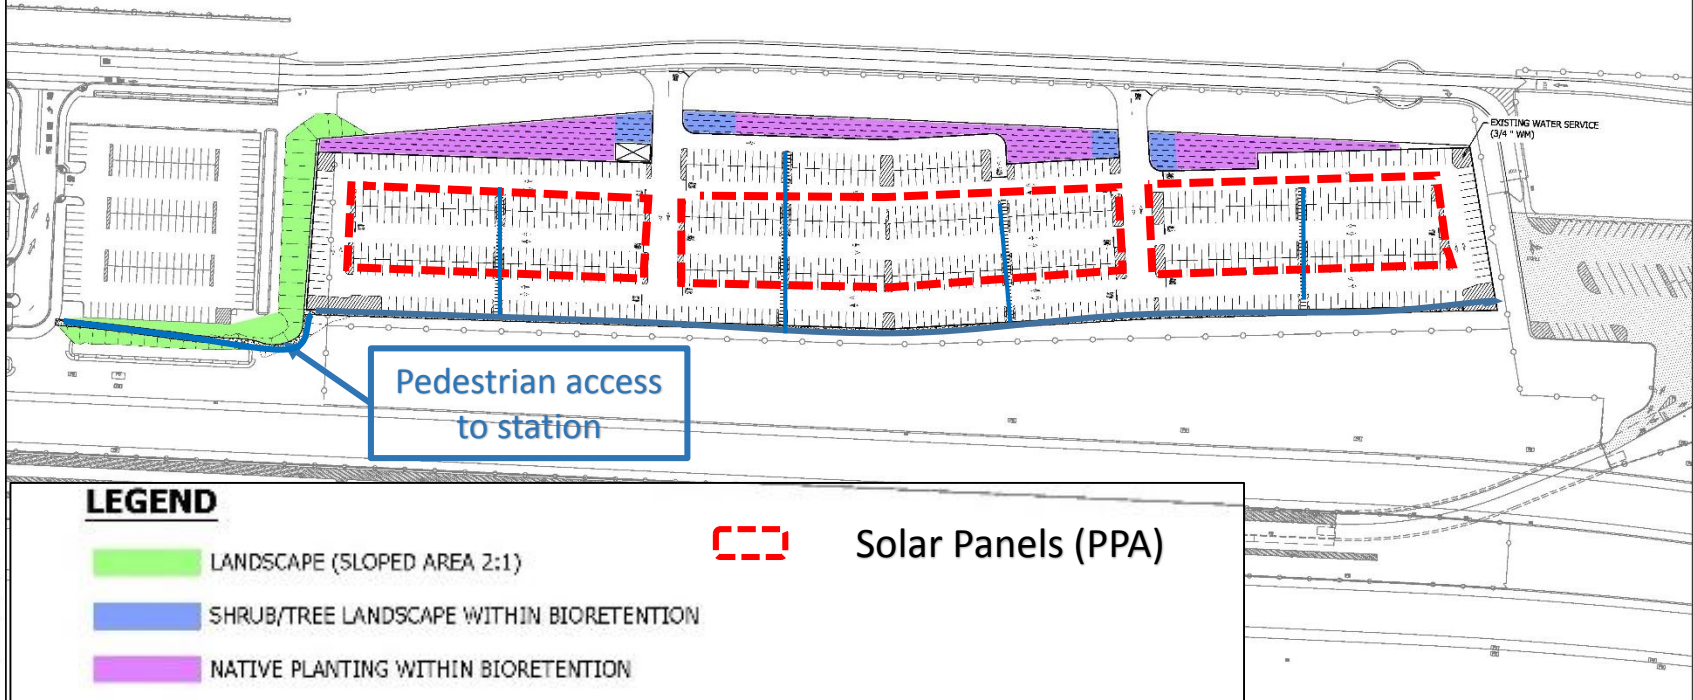 EXISTING WATER SERVICE
(3/4 " WM)
Pedestrian access
to station
LEGEND
LANDSCAPE (SLOPED AREA 2:1)
SHRUB/TREE LANDSCAPE WITHIN BIORETENTION
NATIVE PLANTING WITHIN BIORETENTION
Solar Panels (PPA)